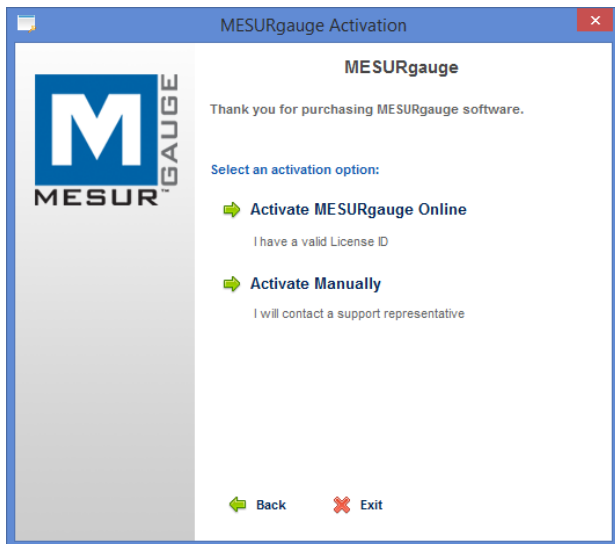 MESURgauge Activation
M
GAUGE
MESUR™
MESURgauge
Thank you for purchasing MESURgauge software.
Select an activation option:
Activate MESURgauge Online
I have a valid License ID
Activate Manually
I will contact a support representative
Back
Exit